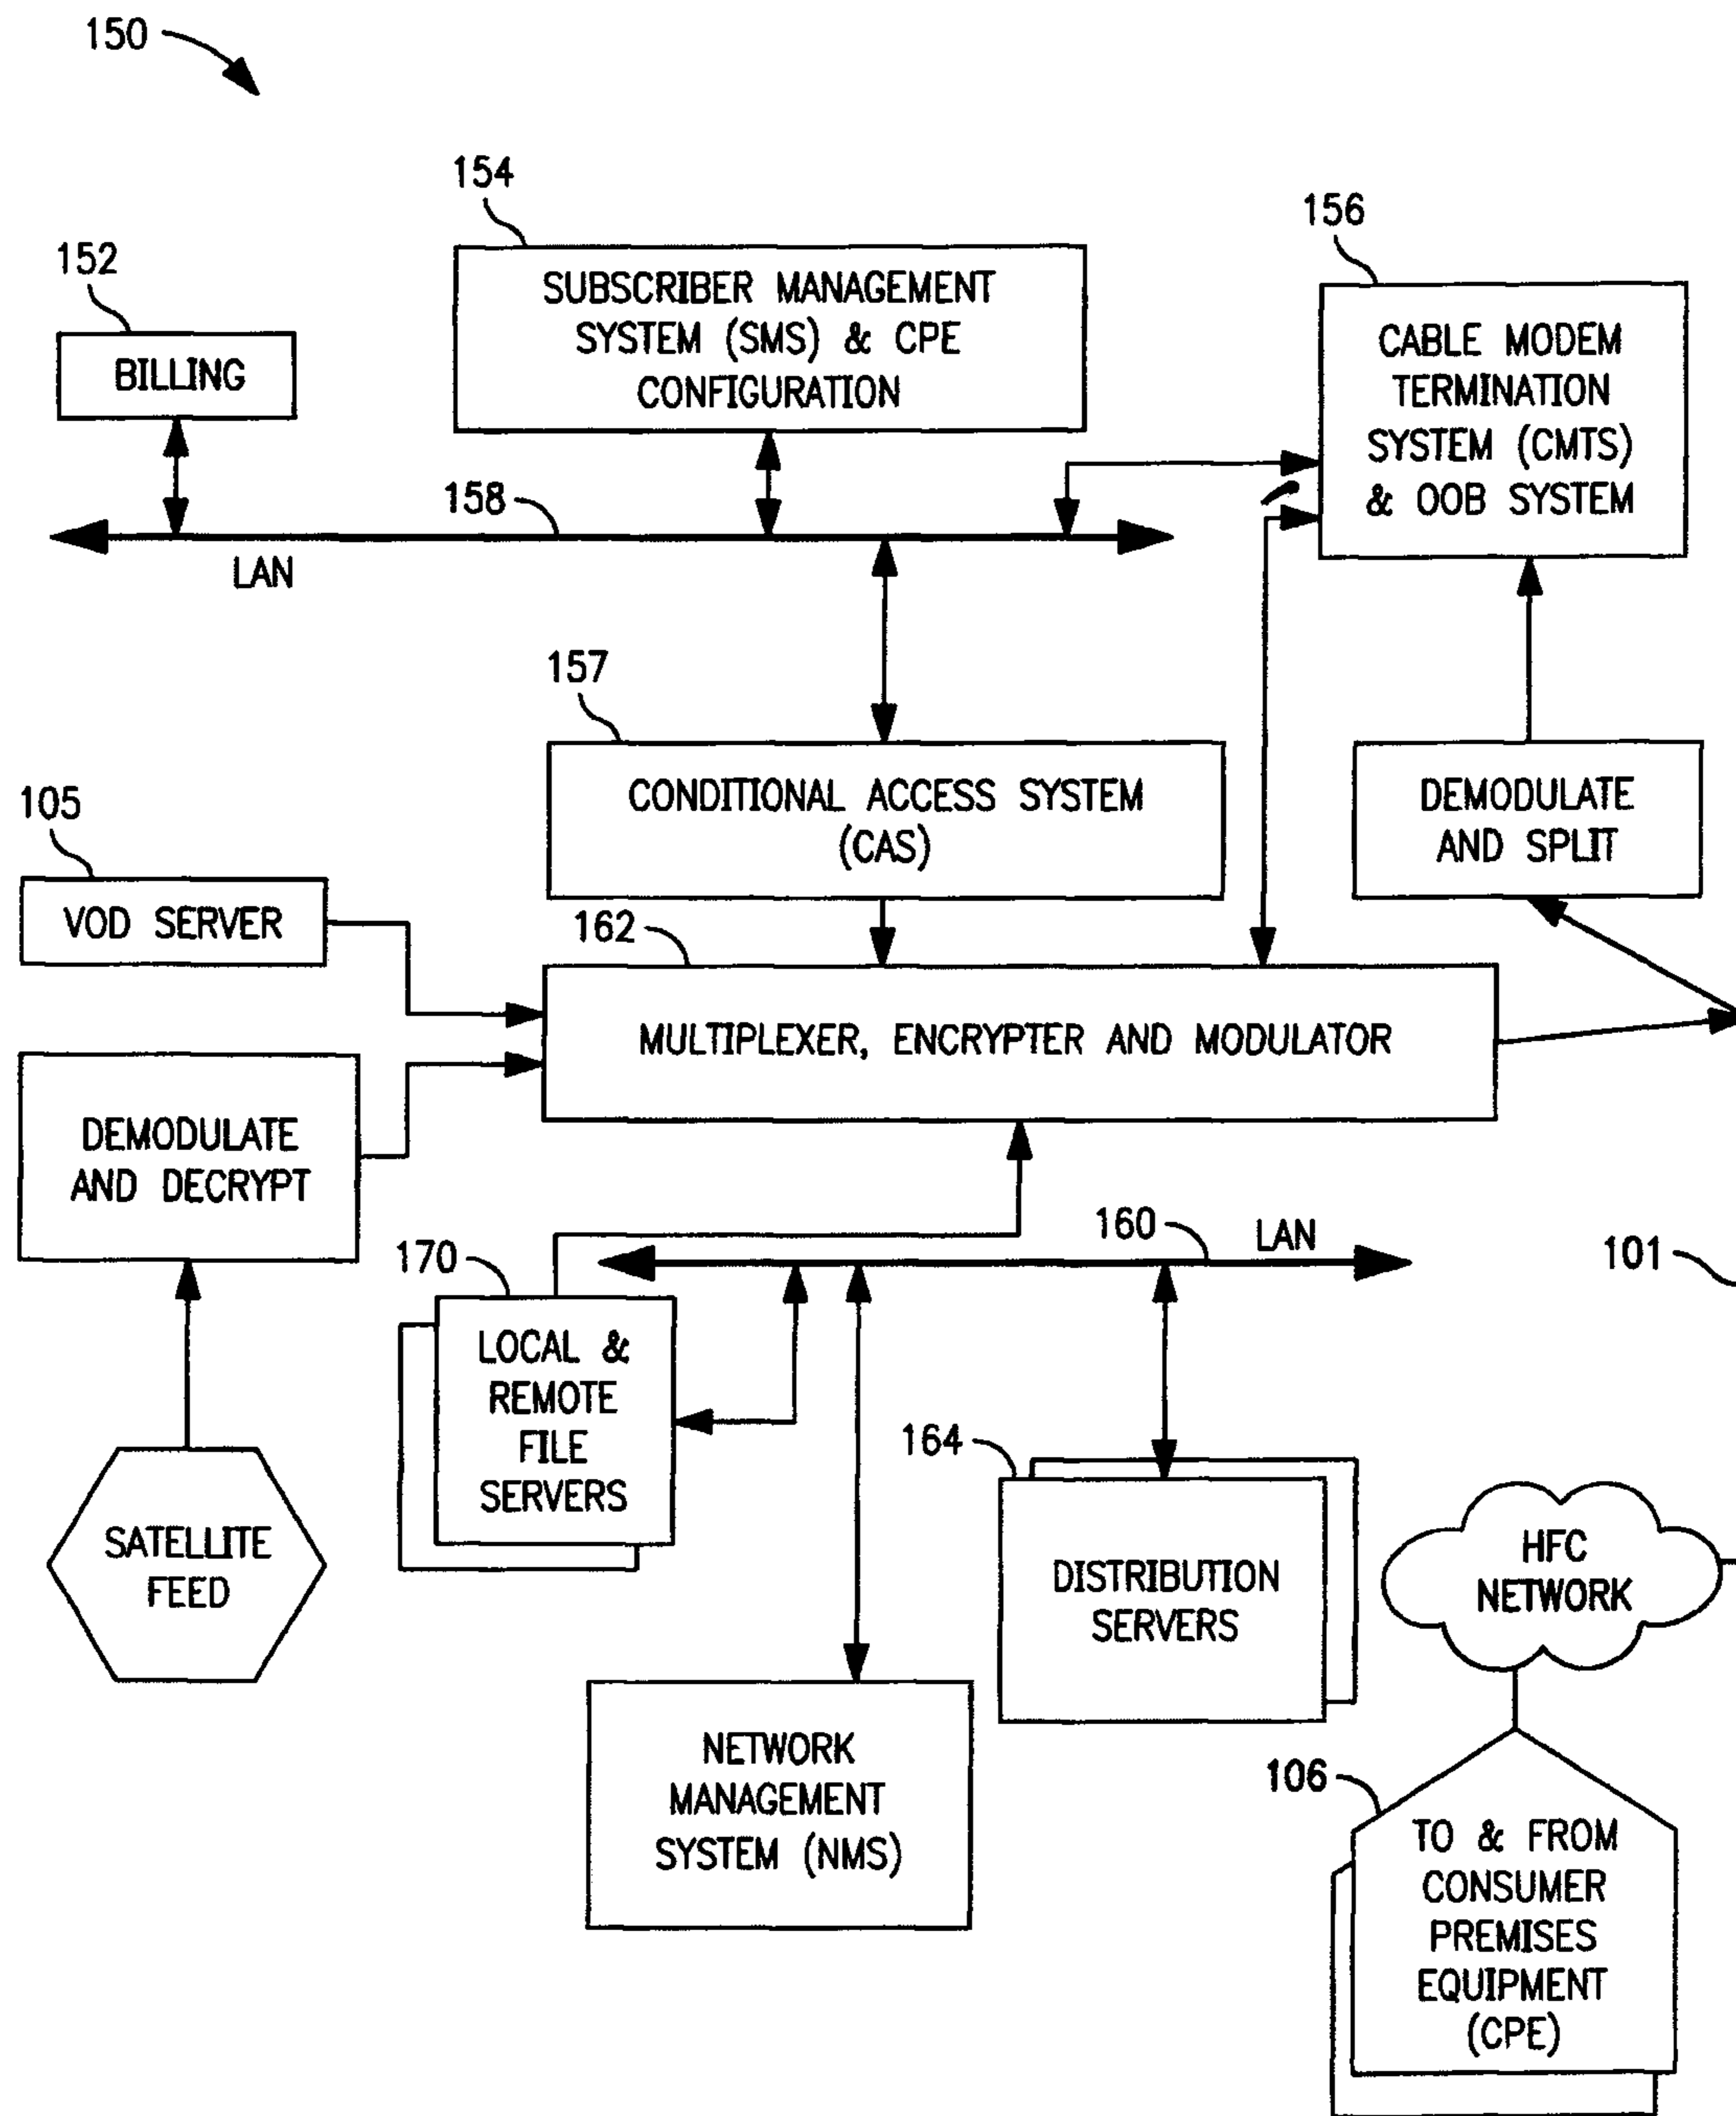 150
154
156
152
SUBSCRIBER MANAGEMENT
SYSTEM (SMS) & CPE
CONFIGURATION
BILLING
CABLE MODEM
TERMINATION
SYSTEM (CMTS)
& OOB SYSTEM
158
LAN
157
105
CONDITIONAL ACCESS SYSTEM
(CAS)
DEMODULATE
AND SPLIT
VOD SERVER
162
MULTIPLEXER, ENCRYPTER AND MODULATOR
DEMODULATE
AND DECRYPT
160
LAN
170
101
LOCAL &
REMOTE
FILE
SERVERS
164
SATELLITE
FEED
DISTRIBUTION
SERVERS
HFC
NETWORK
NETWORK
MANAGEMENT
SYSTEM (NMS)
106
TO & FROM
CONSUMER
PREMISES
EQUIPMENT
(CPE)